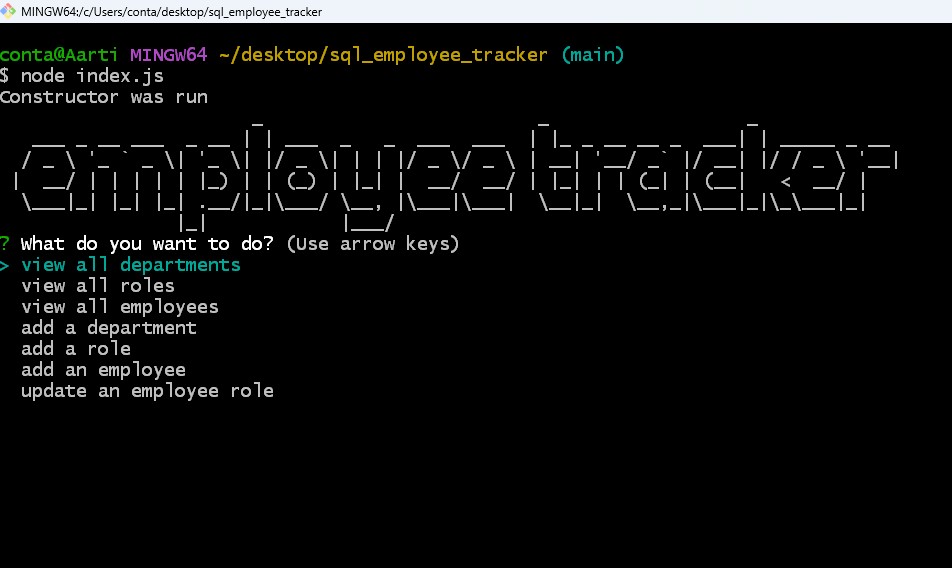 MINGW64:/c/Users/conta/desktop/sql_employee_tracker
conta@Aarti MINGW64 ~/desktop/sql_employee_tracker (main)
$ node index.js
Constructor was run
employee tracker
? What do you want to do? (Use arrow keys)
> view all departments
view all roles
view all employees
add a department
add a role
add an employee
update an employee role